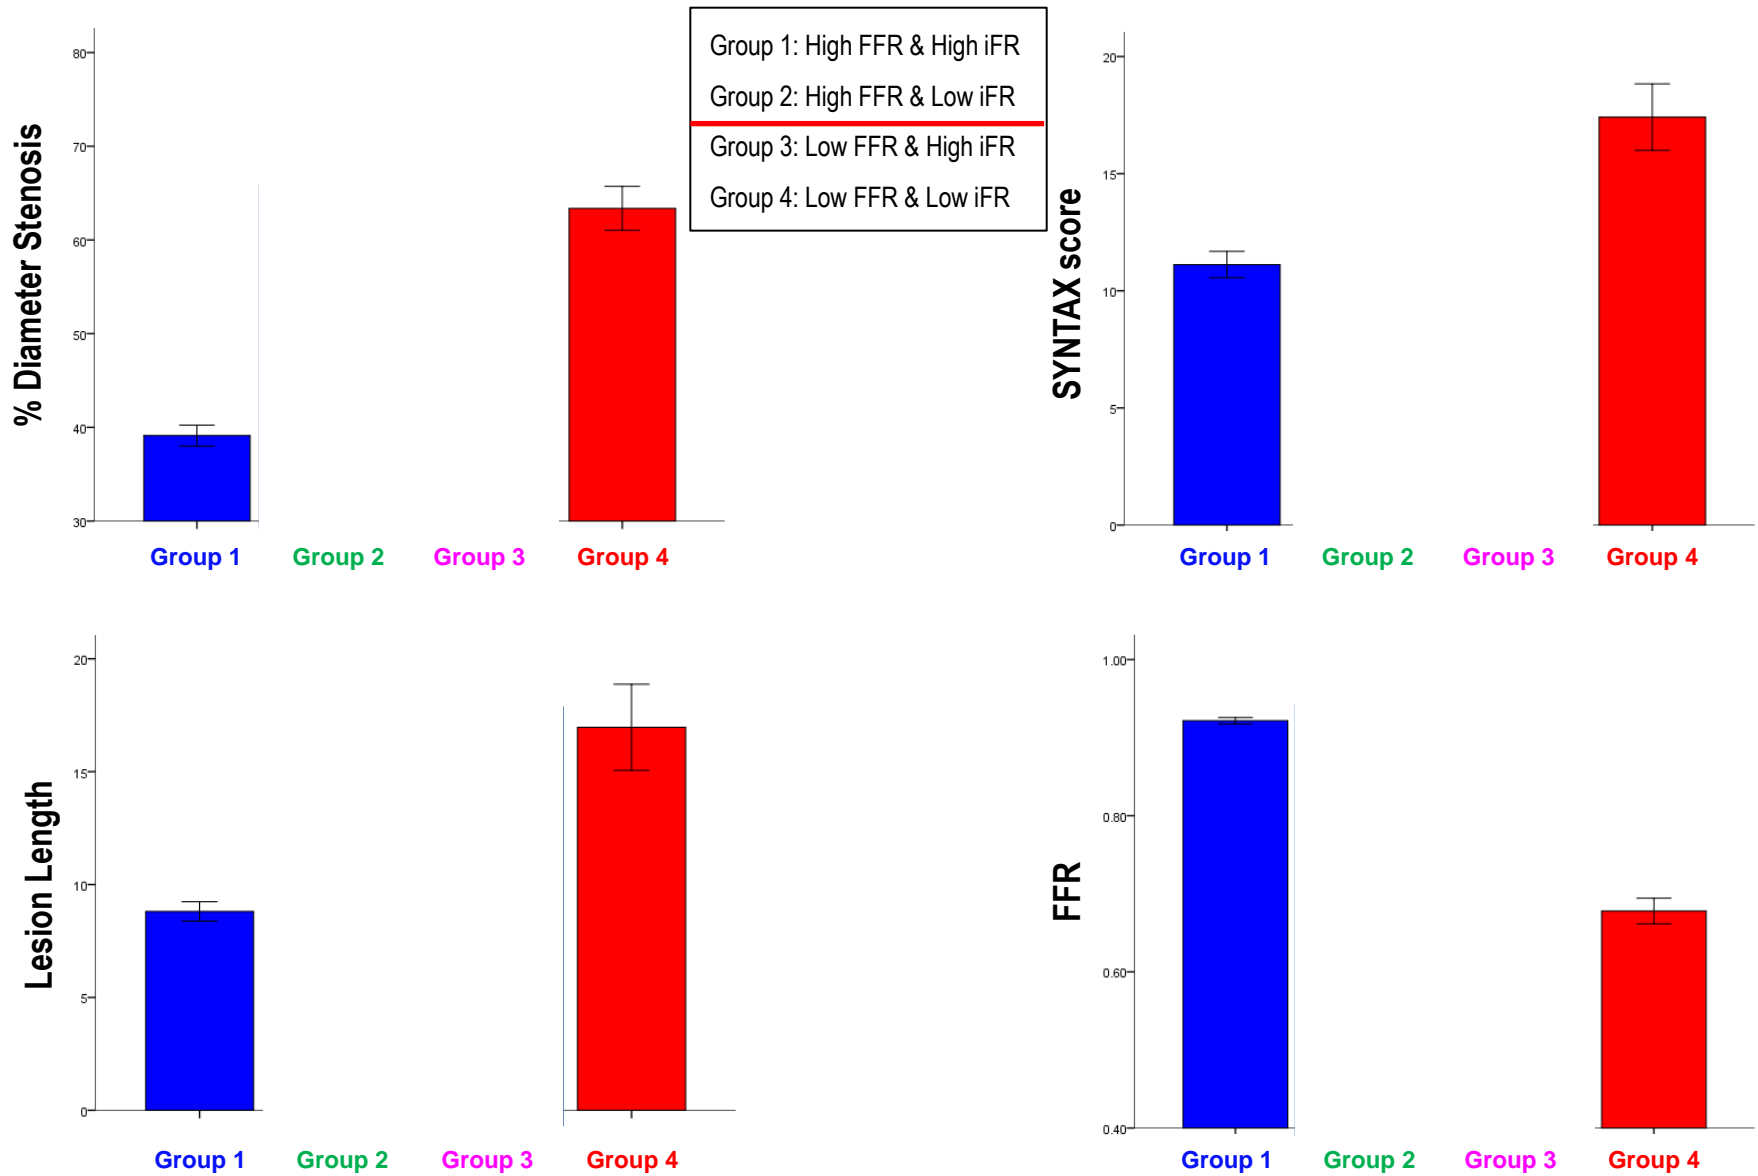 Group 1: High FFR & High iFR
Group 2: High FFR & Low iFR
Group 3: Low FFR & High iFR
Group 4: Low FFR & Low iFR
% Diameter Stenosis
80
70
60
50
40
30
Group 1 Group 2 Group 3 Group 4
SYNTAX score
20
15
10
5
0
Group 1 Group 2 Group 3 Group 4
Lesion Length
20
15
10
5
0
Group 1 Group 2 Group 3 Group 4
FFR
1.00
0.80
0.60
0.40
Group 1 Group 2 Group 3 Group 4